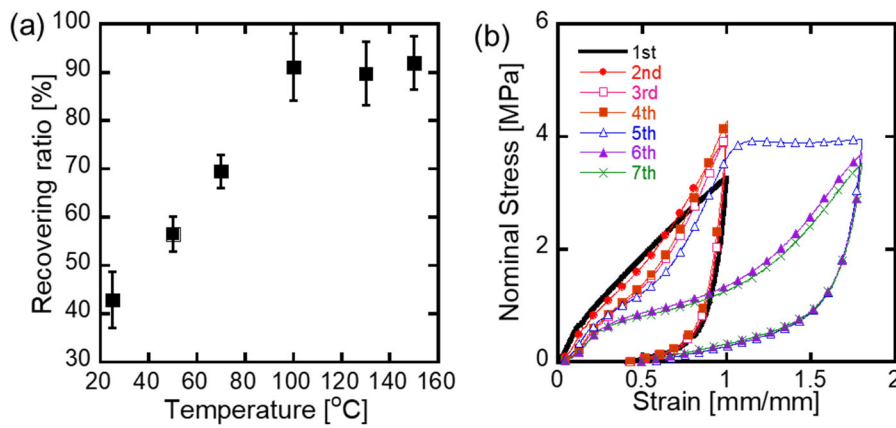 (a)
100
90
80
70
60
50
40
30
Recovering ratio [%]
20 40 60 80 100 120 140 160
Temperature [°C]
(b)
6
4
2
0
Nominal Stress [MPa]
1st
2nd
3rd
4th
5th
6th
7th
0 0.5 1 1.5 2
Strain [mm/mm]